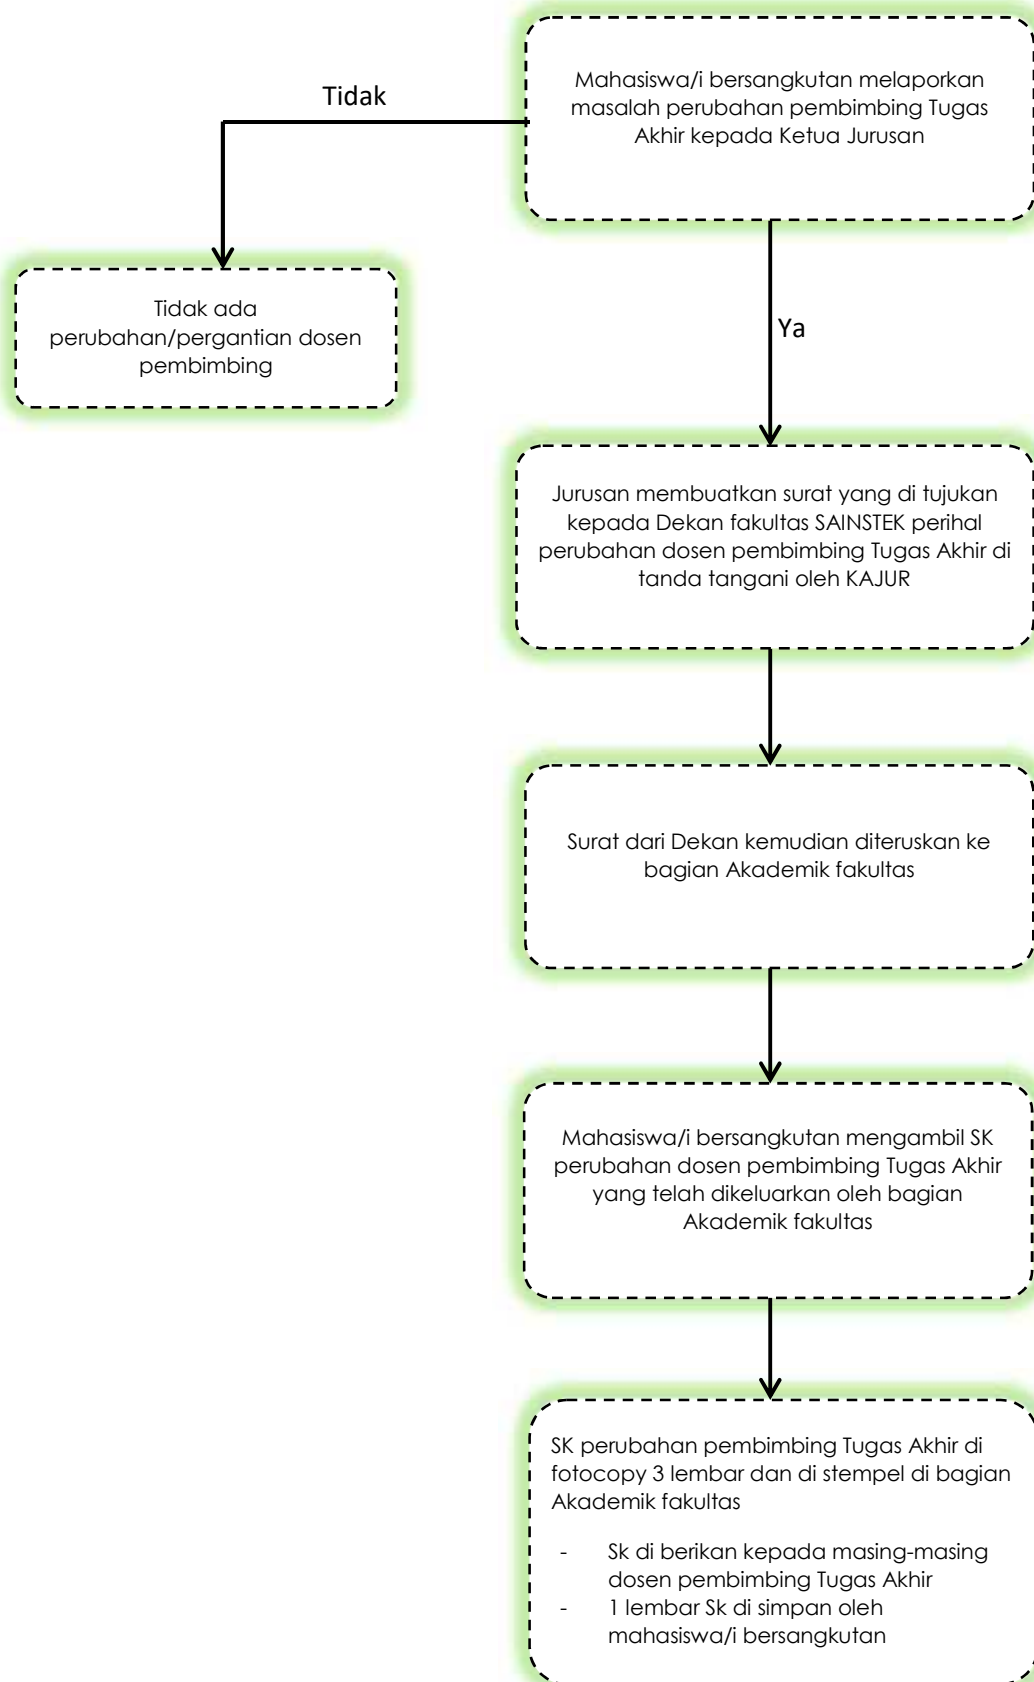 Mahasiswa/i bersangkutan melaporkan
masalah perubahan pembimbing Tugas
Akhir kepada Ketua Jurusan
Tidak
Tidak ada
perubahan/pergantian dosen
pembimbing
Ya
Jurusan membuatkan surat yang di tujukan
kepada Dekan fakultas SAINSTEK perihal
perubahan dosen pembimbing Tugas Akhir di
tanda tangani oleh KAJUR
Surat dari Dekan kemudian diteruskan ke
bagian Akademik fakultas
Mahasiswa/i bersangkutan mengambil SK
perubahan dosen pembimbing Tugas Akhir
yang telah dikeluarkan oleh bagian
Akademik fakultas
SK perubahan pembimbing Tugas Akhir di
fotocopy 3 lembar dan di stempel di bagian
Akademik fakultas
- Sk di berikan kepada masing-masing
dosen pembimbing Tugas Akhir
- 1 lembar Sk di simpan oleh
mahasiswa/i bersangkutan